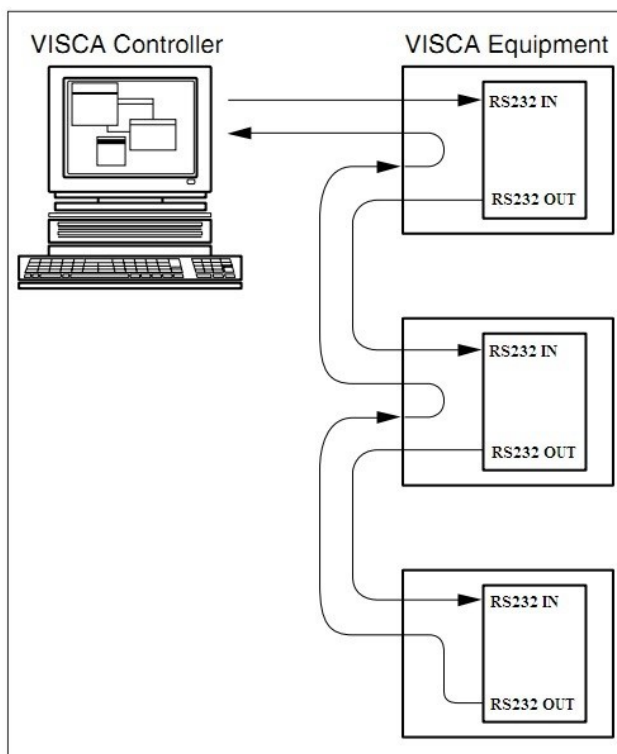 VISCA Controller
VISCA Equipment
RS232 IN
RS232 OUT
RS232 IN
RS232 OUT
RS232 IN
RS232 OUT